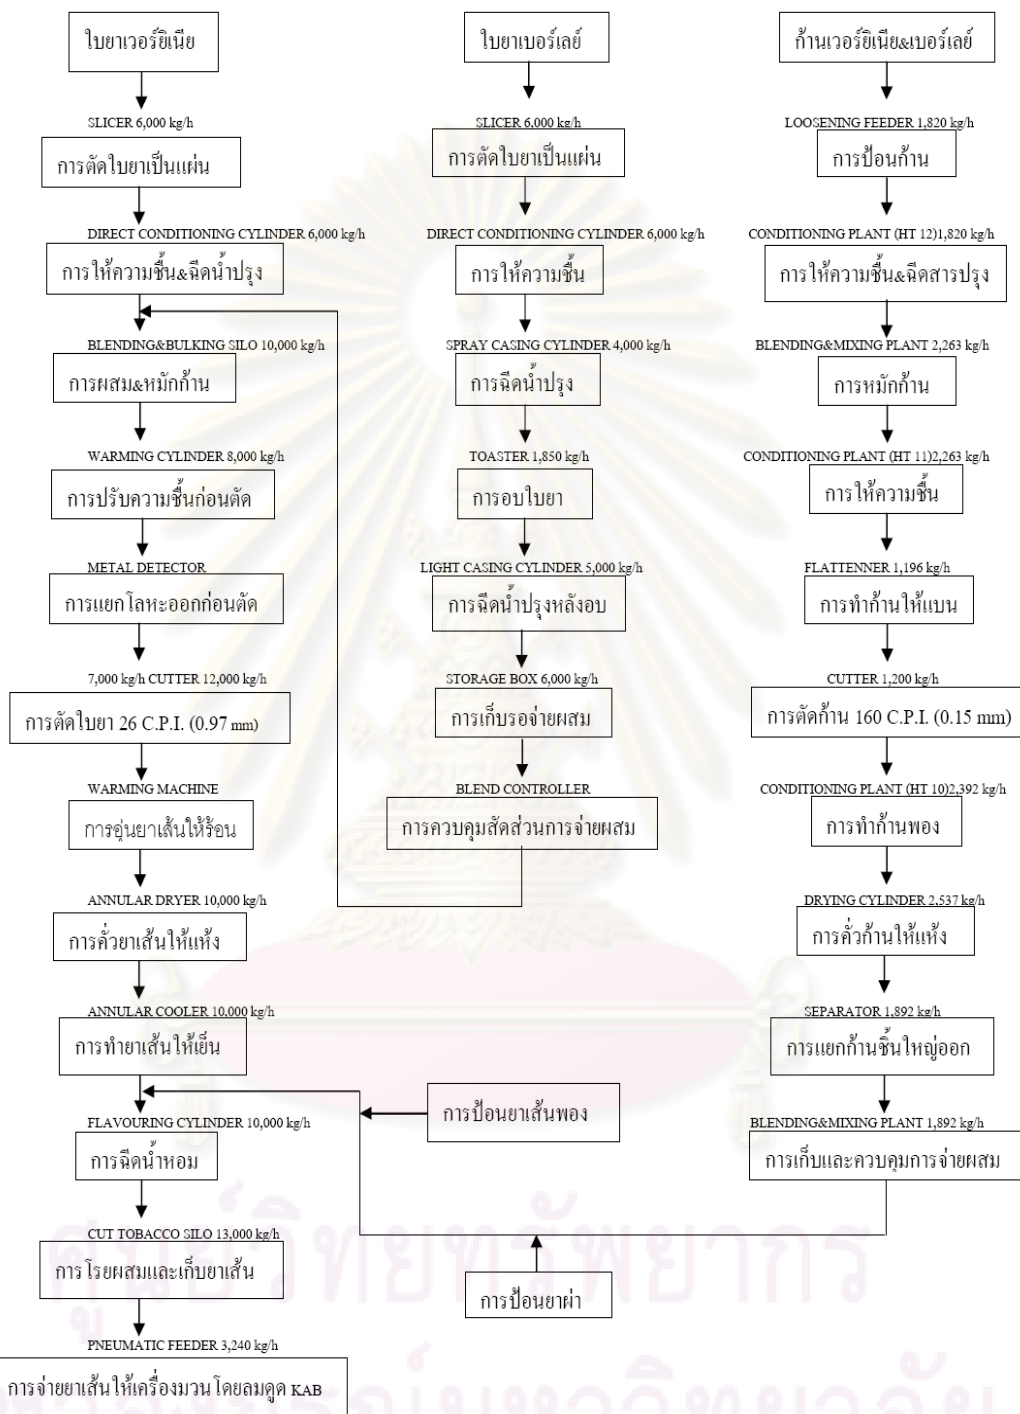 ใบยาเวอร์ยิเนีย
SLICER 6,000 kg/h
การตัดใบยาเป็นแผ่น
DIRECT CONDITIONING CYLINDER 6,000 kg/h
การให้ความชื้น&ฉีดน้ำปรุง
BLENDING&BULKING SILO 10,000 kg/h
การผสม&หมักก้าน
WARMING CYLINDER 8,000 kg/h
การปรับความชื้นก่อนตัด
METAL DETECTOR
การแยกโลหะออกก่อนตัด
7,000 kg/h CUTTER 12,000 kg/h
การตัดใบยา 26 C.P.I. (0.97 mm)
WARMING MACHINE
การอุ่นยาเส้นให้ร้อน
ANNULAR DRYER 10,000 kg/h
การคั่วยาเส้นให้แห้ง
ANNULAR COOLER 10,000 kg/h
การทำยาเส้นให้เย็น
FLAVOURING CYLINDER 10,000 kg/h
การฉีดน้ำหอม
CUT TOBACCO SILO 13,000 kg/h
การโรยผสมและเก็บยาเส้น
PNEUMATIC FEEDER 3,240 kg/h
การจ่ายยาเส้นให้เครื่องมวนโดยลมดูด KAB
ใบยาเบอร์เลย์
SLICER 6,000 kg/h
การตัดใบยาเป็นแผ่น
DIRECT CONDITIONING CYLINDER 6,000 kg/h
การให้ความชื้น
SPRAY CASING CYLINDER 4,000 kg/h
การฉีดน้ำปรุง
TOASTER 1,850 kg/h
การอบใบยา
LIGHT CASING CYLINDER 5,000 kg/h
การฉีดน้ำปรุงหลังอบ
STORAGE BOX 6,000 kg/h
การเก็บรอจ่ายผสม
BLEND CONTROLLER
การควบคุมสัดส่วนการจ่ายผสม
การป้อนยาเส้นพอง
การป้อนยาผ่า
ก้านเวอร์ยิเนีย&เบอร์เลย์
LOOSENING FEEDER 1,820 kg/h
การป้อนก้าน
CONDITIONING PLANT (HT 12)1,820 kg/h
การให้ความชื้น&ฉีดสารปรุง
BLENDING&MIXING PLANT 2,263 kg/h
การหมักก้าน
CONDITIONING PLANT (HT 11)2,263 kg/h
การให้ความชื้น
FLATTENNER 1,196 kg/h
การทำก้านให้แบน
CUTTER 1,200 kg/h
การตัดก้าน 160 C.P.I. (0.15 mm)
CONDITIONING PLANT (HT 10)2,392 kg/h
การทำก้านพอง
DRYING CYLINDER 2,537 kg/h
การคั่วก้านให้แห้ง
SEPARATOR 1,892 kg/h
การแยกก้านชิ้นใหญ่ออก
BLENDING&MIXING PLANT 1,892 kg/h
การเก็บและควบคุมการจ่ายผสม
ศูนย์วิทยทรัพยากร